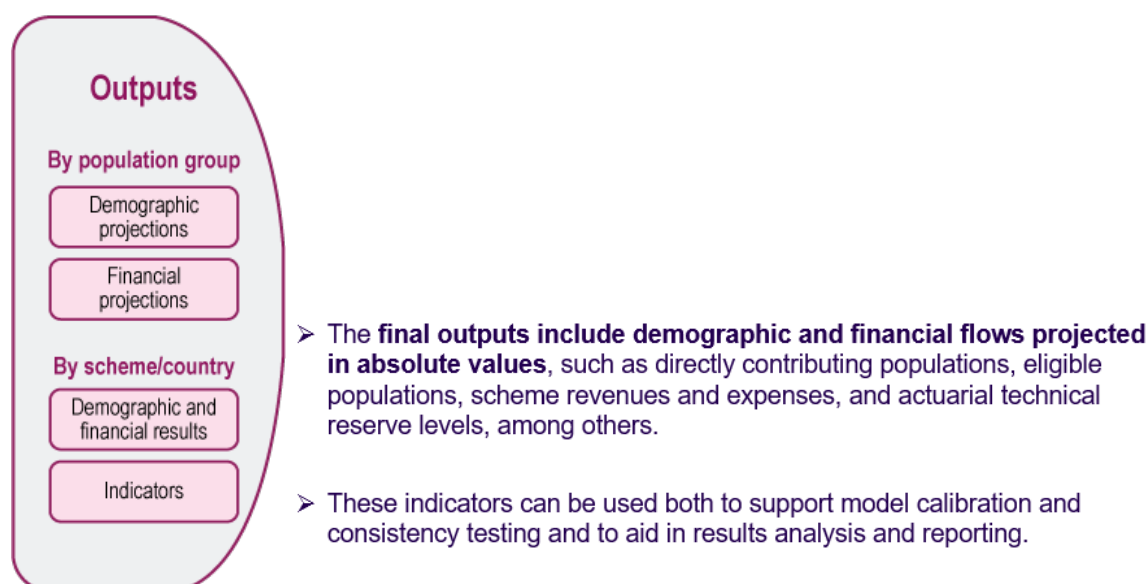 Outputs
By population group
Demographic
projections
Financial
projections
By scheme/country
Demographic and
financial results
Indicators
➢ The final outputs include demographic and financial flows projected
in absolute values, such as directly contributing populations, eligible
populations, scheme revenues and expenses, and actuarial technical
reserve levels, among others.
➢ These indicators can be used both to support model calibration and
consistency testing and to aid in results analysis and reporting.